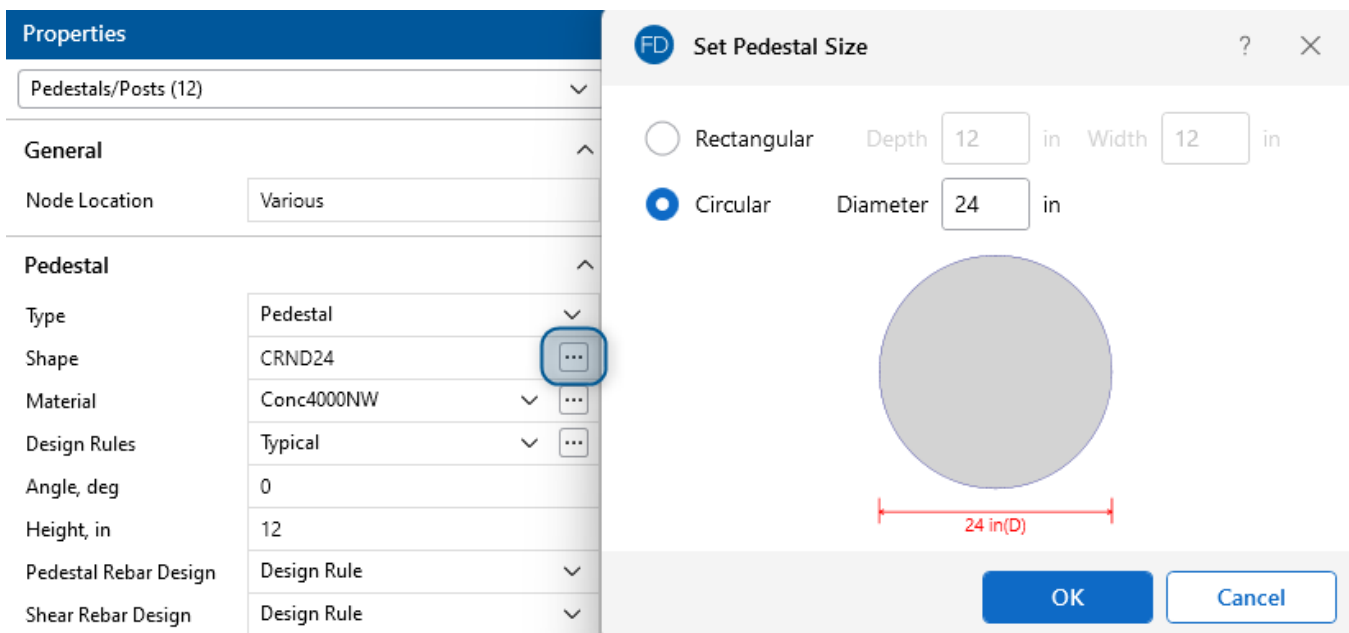 Properties
Pedestals/Posts (12)
General
Node Location Various
Pedestal
Type Pedestal
Shape CRND24 ...
Material Conc4000NW ...
Design Rules Typical ...
Angle, deg 0
Height, in 12
Pedestal Rebar Design Design Rule
Shear Rebar Design Design Rule
FD Set Pedestal Size ?
Rectangular Depth 12 in Width 12 in
Circular Diameter 24 in
24 in(D)
OK Cancel